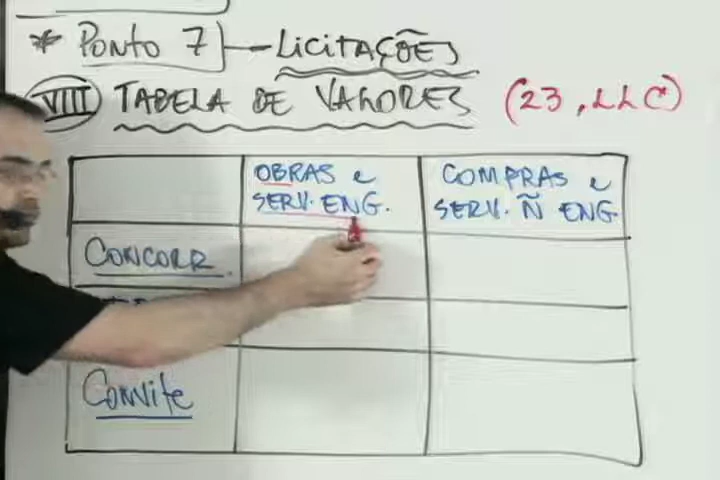 * PONTO 7 — LICITAÇÕES
VIII TABELA DE VALORES (23, LLC)
OBRAS e
SERV. ENG.
COMPRAS e
SERV. Ñ ENG.
CONCORR.
CONVITE